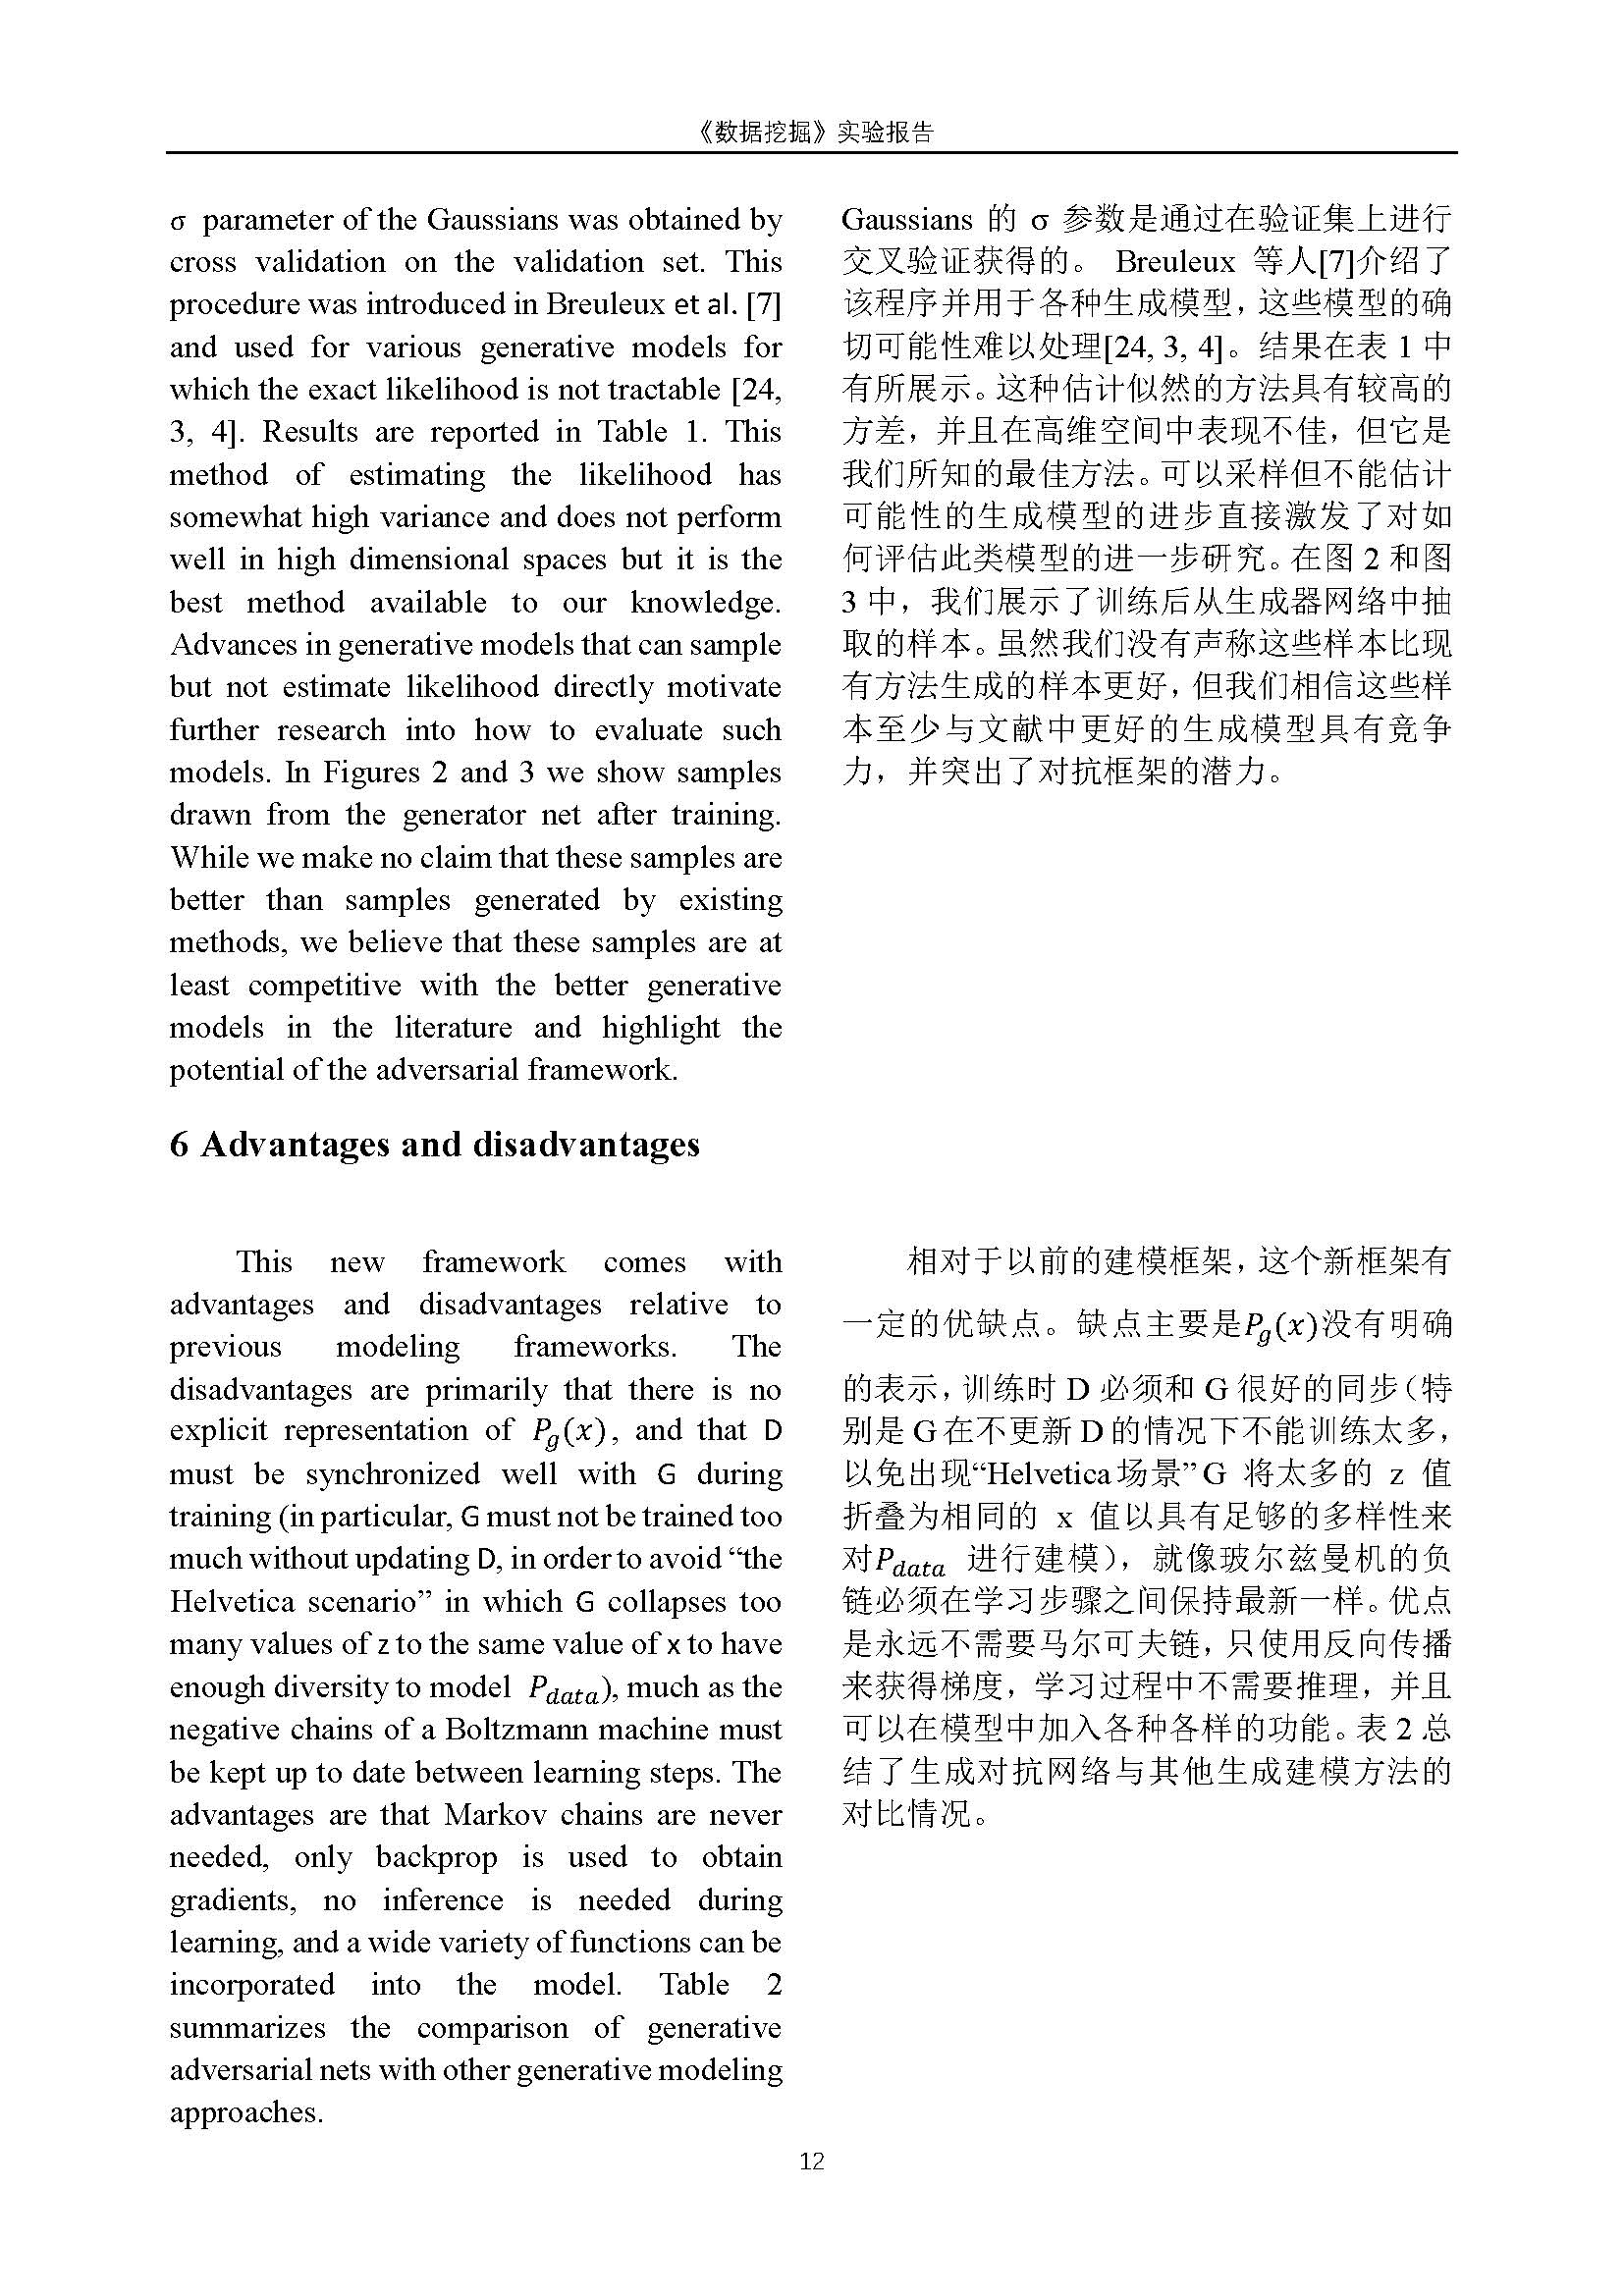 《数据挖掘》实验报告
σ parameter of the Gaussians was obtained by
cross validation on the validation set. This
procedure was introduced in Breuleux et al. [7]
and used for various generative models for
which the exact likelihood is not tractable [24,
3, 4]. Results are reported in Table 1. This
method of estimating the likelihood has
somewhat high variance and does not perform
well in high dimensional spaces but it is the
best method available to our knowledge.
Advances in generative models that can sample
but not estimate likelihood directly motivate
further research into how to evaluate such
models. In Figures 2 and 3 we show samples
drawn from the generator net after training.
While we make no claim that these samples are
better than samples generated by existing
methods, we believe that these samples are at
least competitive with the better generative
models in the literature and highlight the
potential of the adversarial framework.
Gaussians 的 σ 参数是通过在验证集上进行
交叉验证获得的。 Breuleux 等人[7]介绍了
该程序并用于各种生成模型，这些模型的确
切可能性难以处理[24, 3, 4]。结果在表 1 中
有所展示。这种估计似然的方法具有较高的
方差，并且在高维空间中表现不佳，但它是
我们所知的最佳方法。可以采样但不能估计
可能性的生成模型的进步直接激发了对如
何评估此类模型的进一步研究。在图 2 和图
3 中，我们展示了训练后从生成器网络中抽
取的样本。虽然我们没有声称这些样本比现
有方法生成的样本更好，但我们相信这些样
本至少与文献中更好的生成模型具有竞争
力，并突出了对抗框架的潜力。
6 Advantages and disadvantages
This new framework comes with
advantages and disadvantages relative to
previous modeling frameworks. The
disadvantages are primarily that there is no
explicit representation of P_g(x), and that D
must be synchronized well with G during
training (in particular, G must not be trained too
much without updating D, in order to avoid “the
Helvetica scenario” in which G collapses too
many values of z to the same value of x to have
enough diversity to model P_data), much as the
negative chains of a Boltzmann machine must
be kept up to date between learning steps. The
advantages are that Markov chains are never
needed, only backprop is used to obtain
gradients, no inference is needed during
learning, and a wide variety of functions can be
incorporated into the model. Table 2
summarizes the comparison of generative
adversarial nets with other generative modeling
approaches.
相对于以前的建模框架，这个新框架有
一定的优缺点。缺点主要是P_g(x)没有明确
的表示，训练时 D 必须和 G 很好的同步（特
别是 G 在不更新 D 的情况下不能训练太多，
以免出现“Helvetica 场景” G 将太多的 z 值
折叠为相同的 x 值以具有足够的多样性来
对P_data 进行建模），就像玻尔兹曼机的负
链必须在学习步骤之间保持最新一样。优点
是永远不需要马尔可夫链，只使用反向传播
来获得梯度，学习过程中不需要推理，并且
可以在模型中加入各种各样的功能。表 2 总
结了生成对抗网络与其他生成建模方法的
对比情况。
12